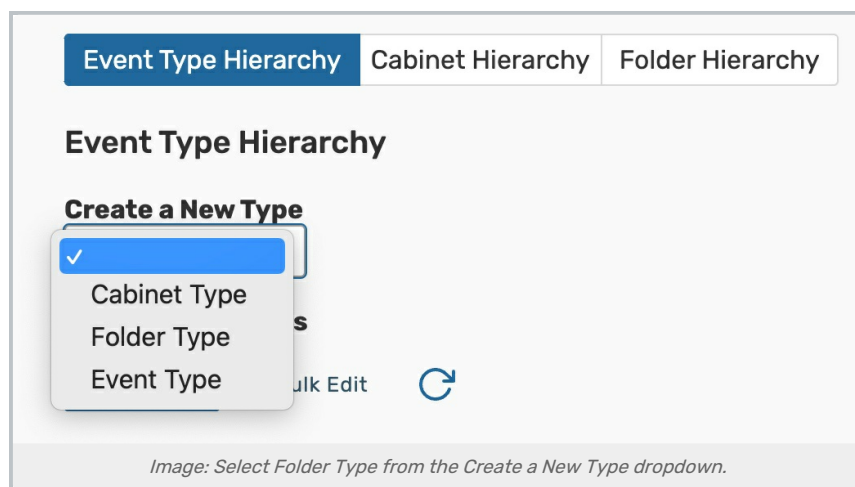 Event Type Hierarchy Cabinet Hierarchy Folder Hierarchy
Event Type Hierarchy
Create a New Type
Cabinet Type
Folder Type
Event Type
Edit
Image: Select Folder Type from the Create a New Type dropdown.